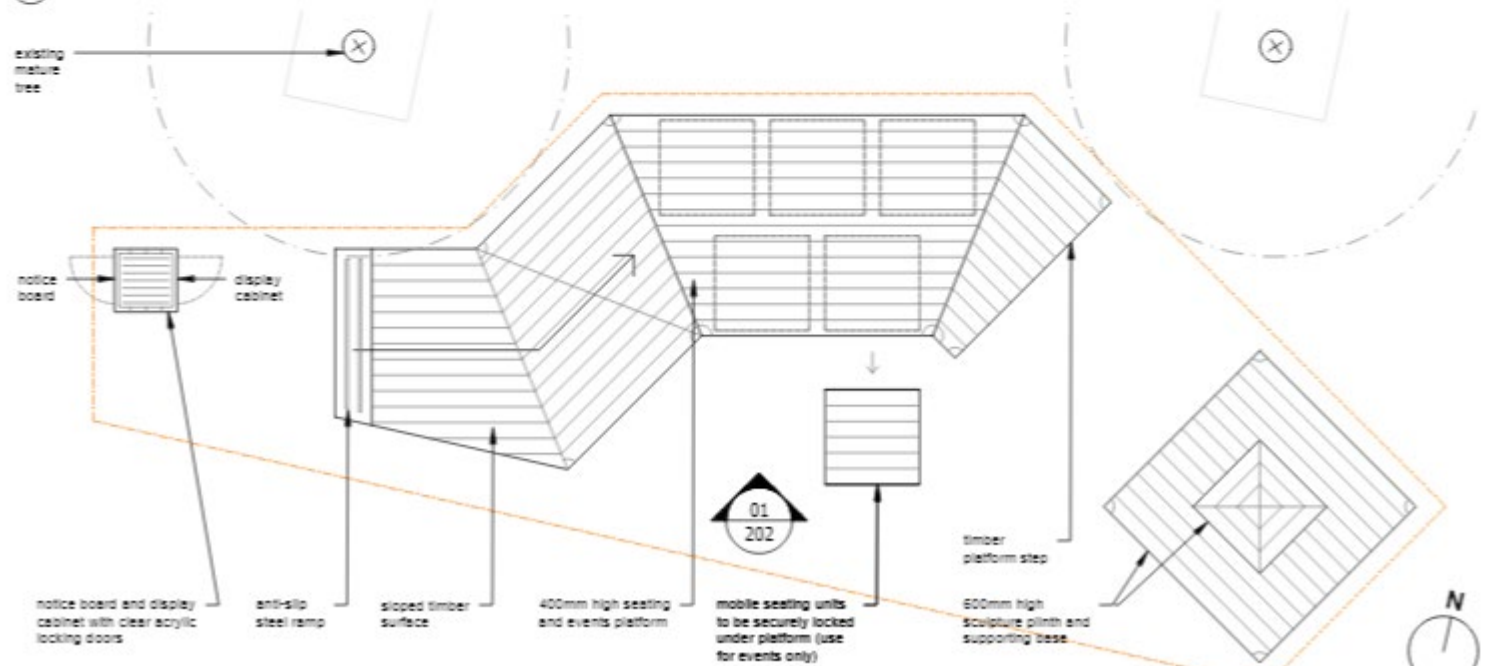 existing
mature
tree
notice
board
display
cabinet
01
202
timber
platform step
notice board and display
cabinet with clear acrylic
locking doors
anti-slip
steel ramp
sloped timber
surface
400mm high seating
and events platform
mobile seating units
to be securely locked
under platform (use
for events only)
600mm high
sculpture plinth and
supporting base
N